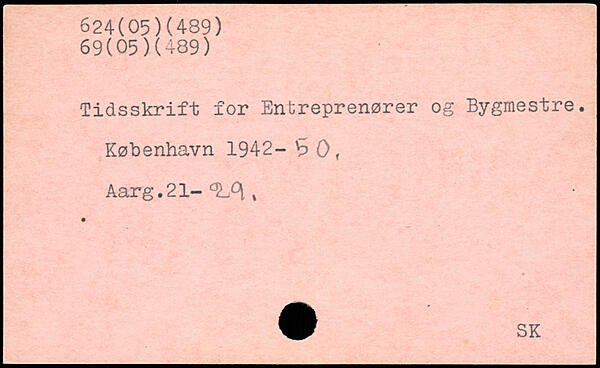 624(05)(489)
69(05)(489)
Tidsskrift for Entreprenører og Bygmestre.
København 1942-50.
Aarg.21-29.
SK